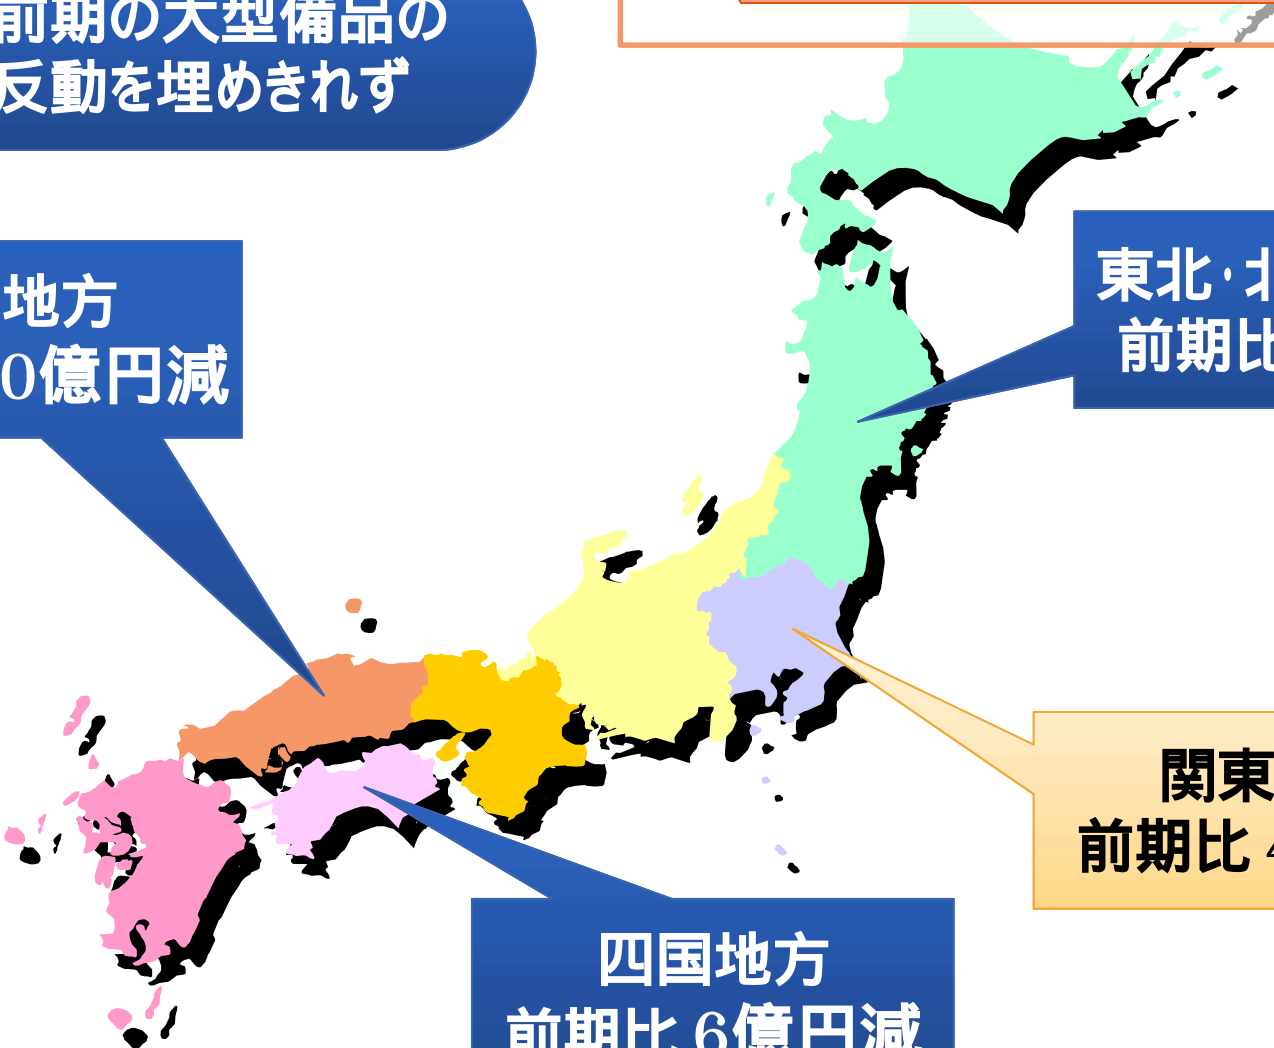 前期の大型備品の
反動を埋めきれず
地方
0億円減
東北・北
前期比
関東
前期比 4
四国地方
前期比 6億円減